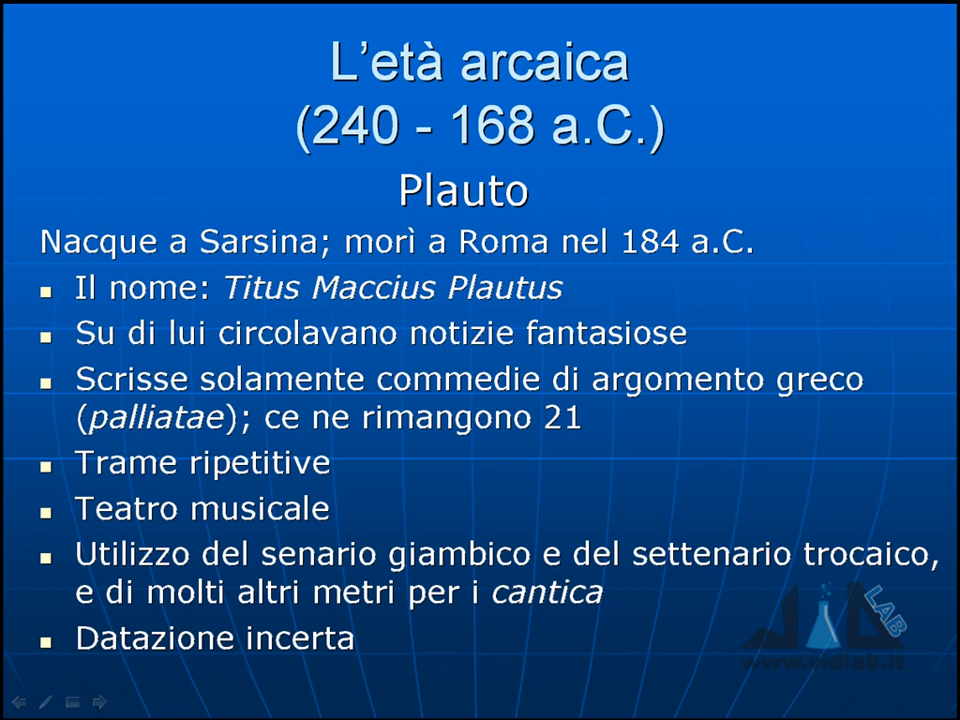 L’età arcaica
(240 - 168 a.C.)
Plauto
Nacque a Sarsina; morì a Roma nel 184 a.C.
Il nome: Titus Maccius Plautus
Su di lui circolavano notizie fantasiose
Scrisse solamente commedie di argomento greco
(palliatae); ce ne rimangono 21
Trame ripetitive
Teatro musicale
Utilizzo del senario giambico e del settenario trocaico,
e di molti altri metri per i cantica
Datazione incerta
LAB
www.vidlab.it